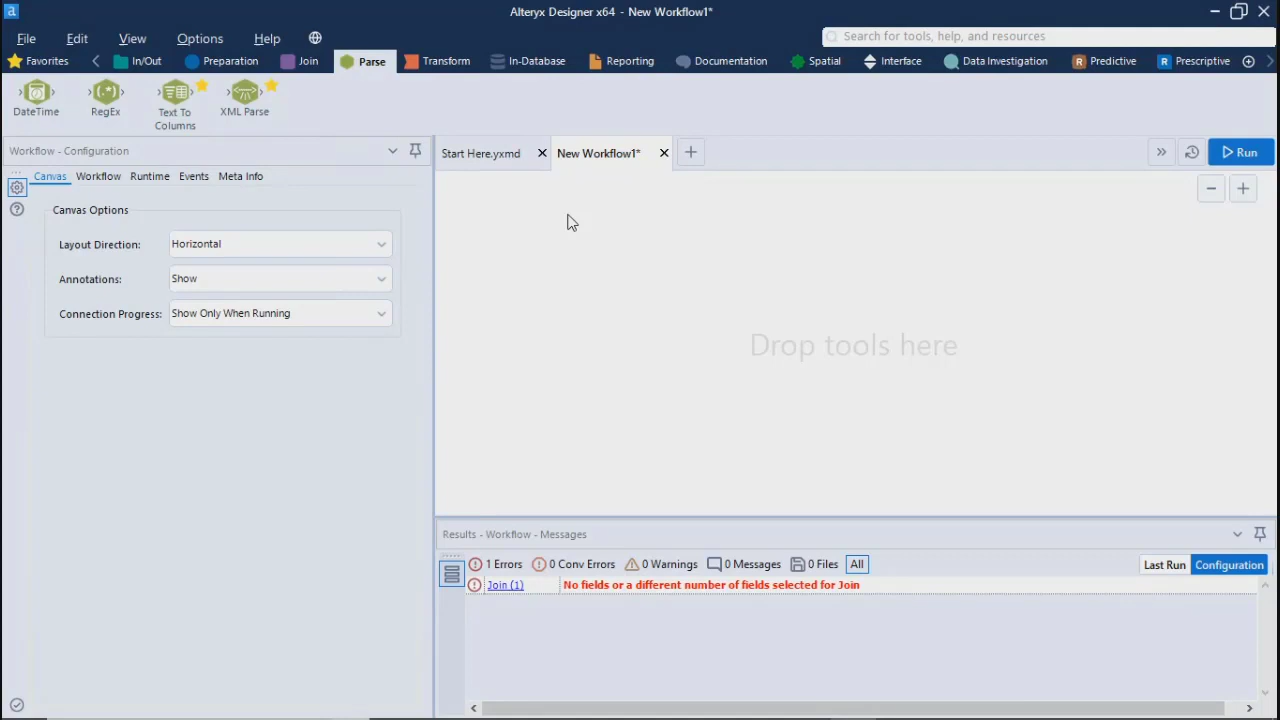 a
Alteryx Designer x64 - New Workflow1*
File Edit View Options Help
Search for tools, help, and resources
Favorites In/Out Preparation Join Parse Transform In-Database Reporting Documentation Spatial Interface Data Investigation R Predictive R Prescriptive
DateTime RegEx Text To Columns XML Parse
Workflow - Configuration
Start Here.yxmd New Workflow1*
Run
Canvas Workflow Runtime Events Meta Info
Canvas Options
Layout Direction: Horizontal
Annotations: Show
Connection Progress: Show Only When Running
Drop tools here
Results - Workflow - Messages
1 Errors 0 Conv Errors 0 Warnings 0 Messages 0 Files All Last Run Configuration
Join (1) No fields or a different number of fields selected for Join